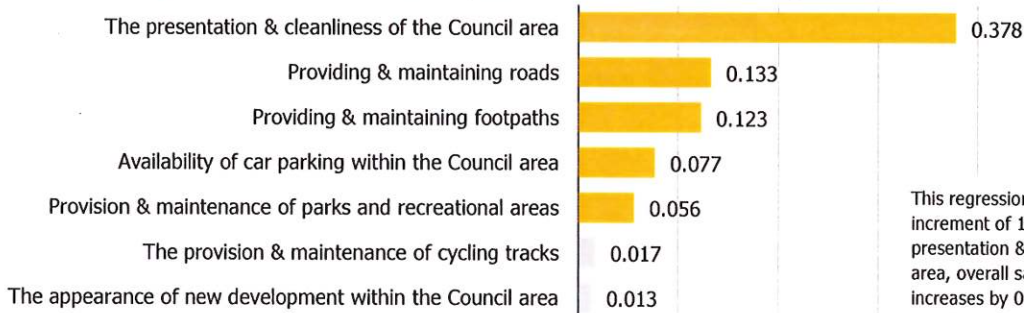 The presentation & cleanliness of the Council area 0.378
Providing & maintaining roads 0.133
Providing & maintaining footpaths 0.123
Availability of car parking within the Council area 0.077
Provision & maintenance of parks and recreational areas 0.056
The provision & maintenance of cycling tracks 0.017
The appearance of new development within the Council area 0.013
This regression
increment of 1
presentation &
area, overall
increases by